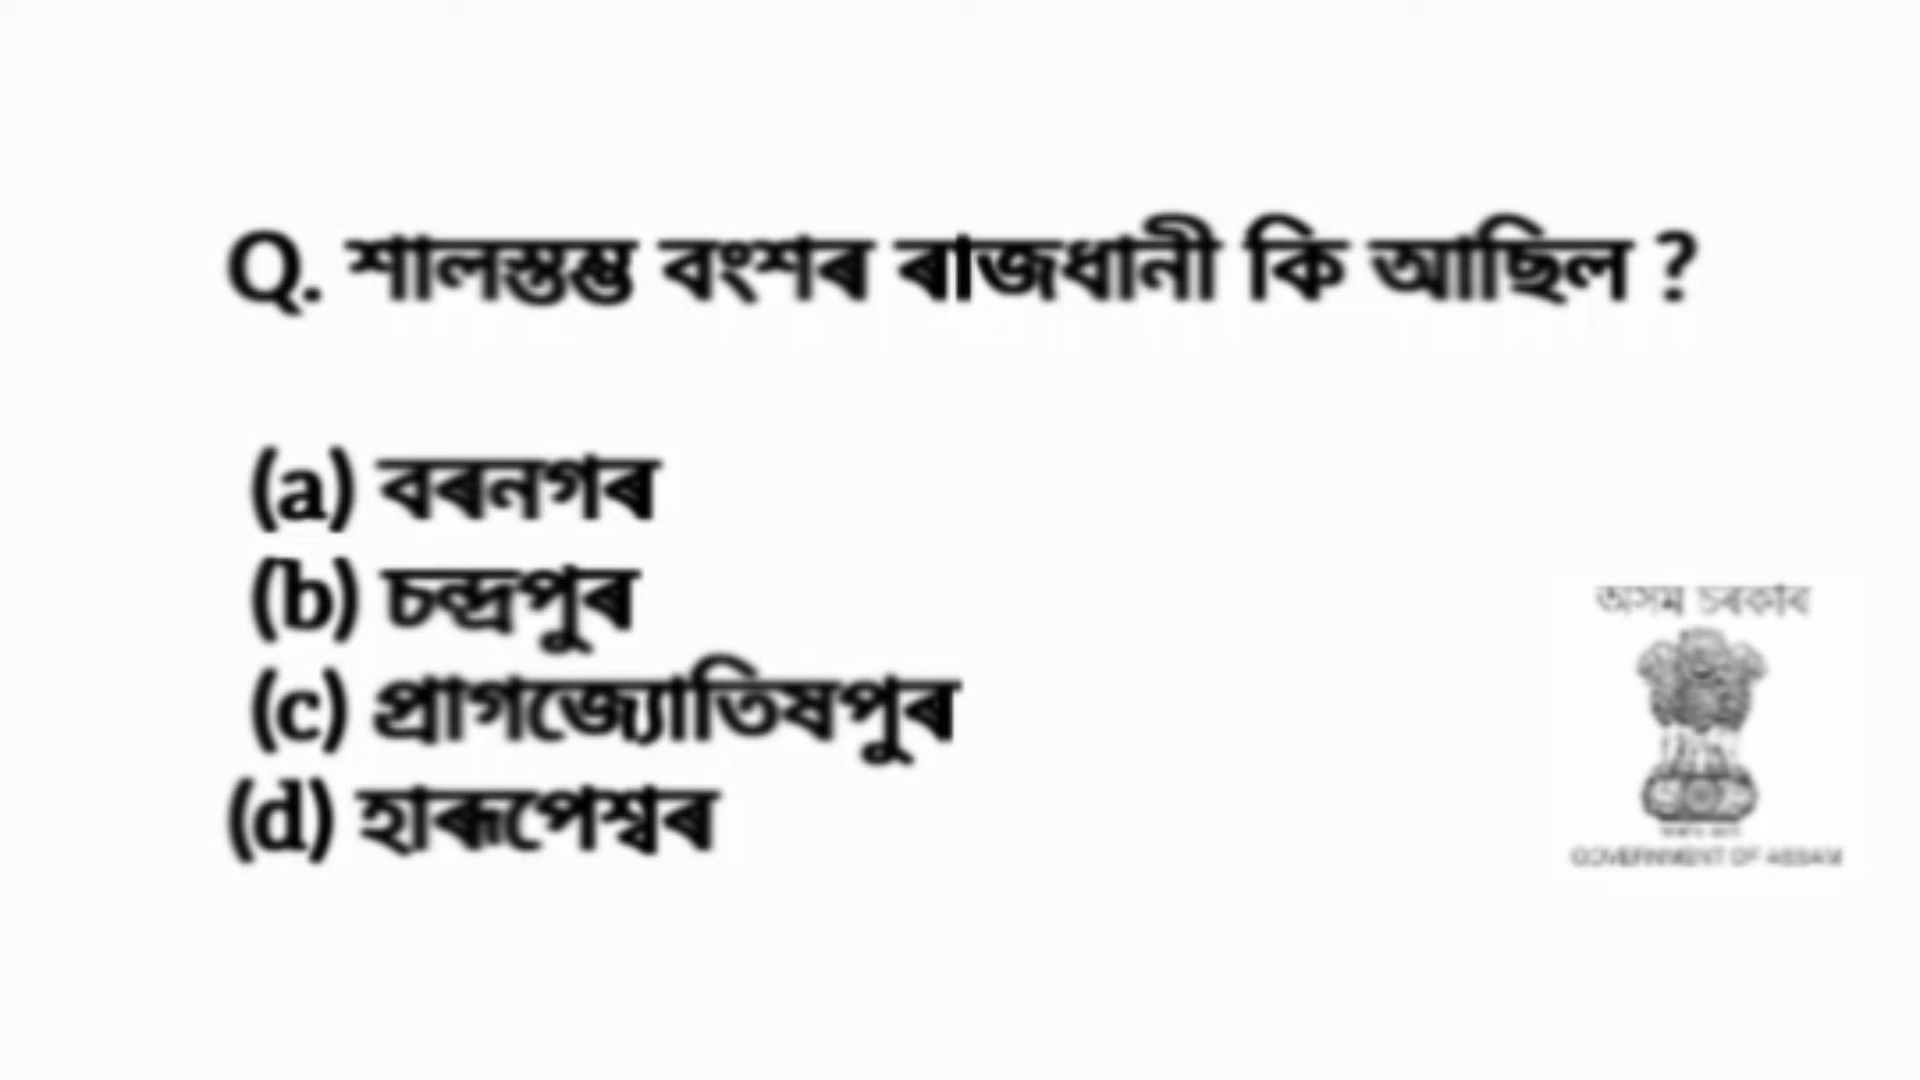 Q. শালস্তম্ভ বংশৰ ৰাজধানী কি আছিল ?
(a) বৰনগৰ
(b) চন্দ্ৰপুৰ
(c) প্ৰাগজ্যোতিষপুৰ
(d) হাৰূপেশ্বৰ
অসম চৰকাৰ
GOVERNMENT OF ASSAM